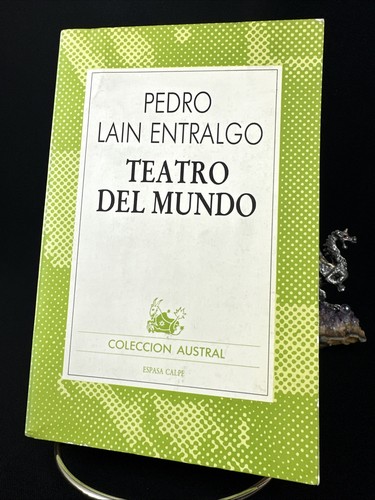 PEDRO
LAIN ENTRALGO
TEATRO
DEL MUNDO
COLECCION AUSTRAL
ESPASA CALPE